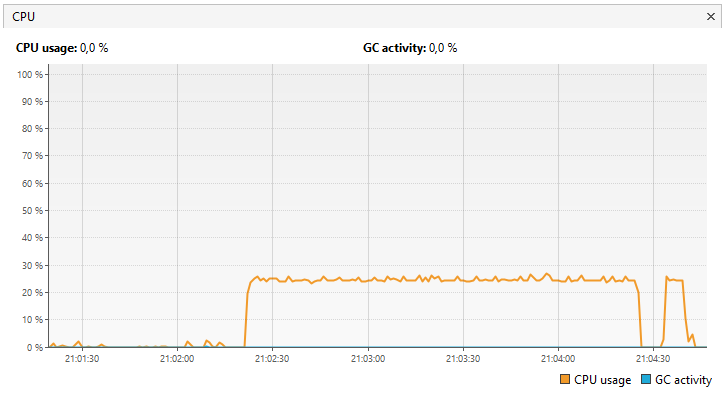 CPU
CPU usage: 0,0 % GC activity: 0,0 %
100 %
90 %
80 %
70 %
60 %
50 %
40 %
30 %
20 %
10 %
0 %
21:01:30 21:02:00 21:02:30 21:03:00 21:03:30 21:04:00 21:04:30
CPU usage GC activity